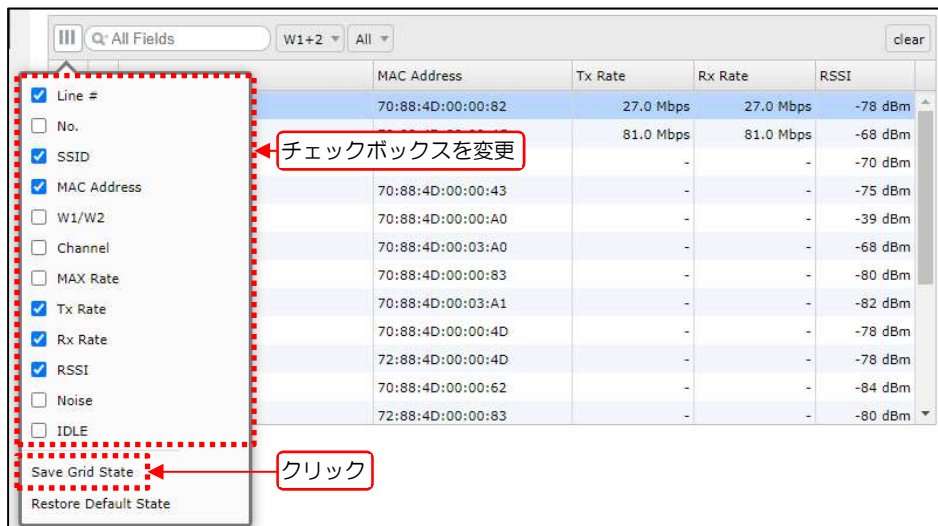 All Fields W1+2 All clear
MAC Address Tx Rate Rx Rate RSSI
Line #
No.
SSID
MAC Address
W1/W2
Channel
MAX Rate
Tx Rate
Rx Rate
RSSI
Noise
IDLE
Save Grid State
Restore Default State
チェックボックスを変更
クリック
70:88:4D:00:00:82 27.0 Mbps 27.0 Mbps -78 dBm
81.0 Mbps 81.0 Mbps -68 dBm
- - -70 dBm
70:88:4D:00:00:43 - - -75 dBm
70:88:4D:00:00:A0 - - -39 dBm
70:88:4D:00:03:A0 - - -68 dBm
70:88:4D:00:00:83 - - -80 dBm
70:88:4D:00:03:A1 - - -82 dBm
70:88:4D:00:00:4D - - -78 dBm
72:88:4D:00:00:4D - - -78 dBm
70:88:4D:00:00:62 - - -84 dBm
72:88:4D:00:00:83 - - -80 dBm